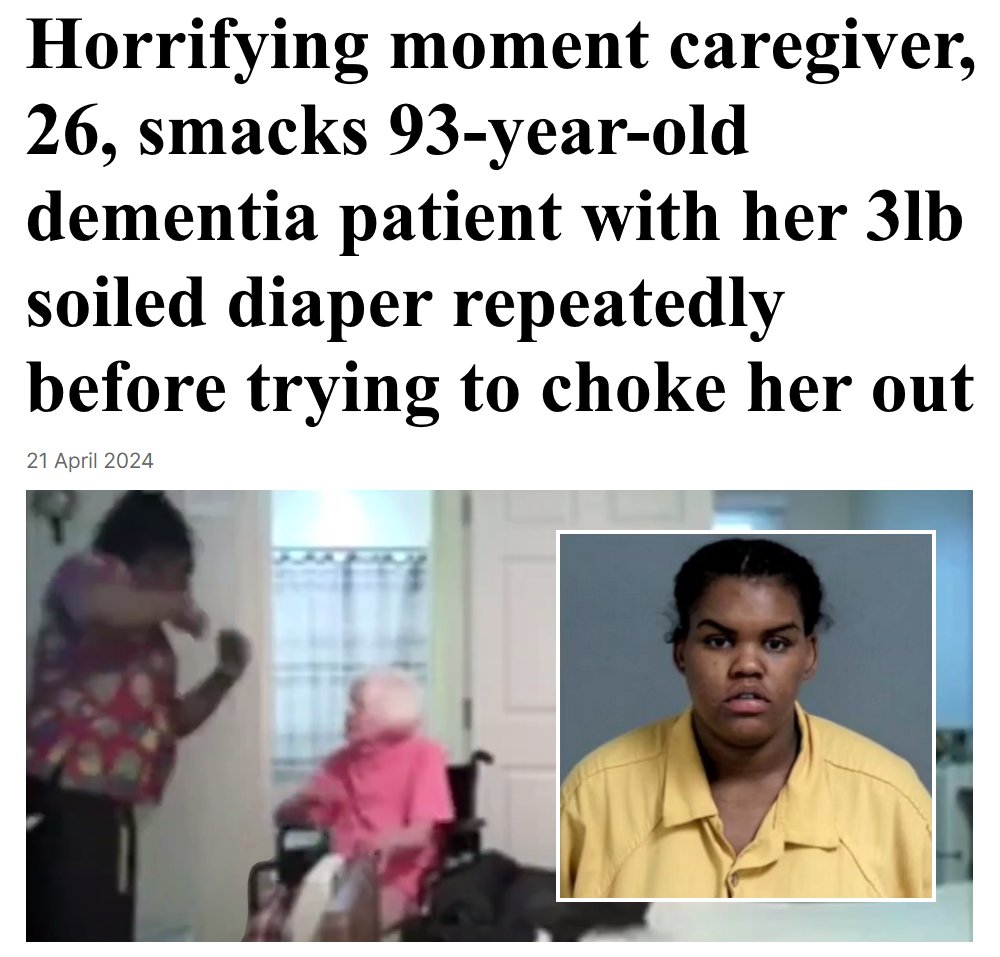 Horrifying moment caregiver,
26, smacks 93-year-old
dementia patient with her 3lb
soiled diaper repeatedly
before trying to choke her out
21 April 2024